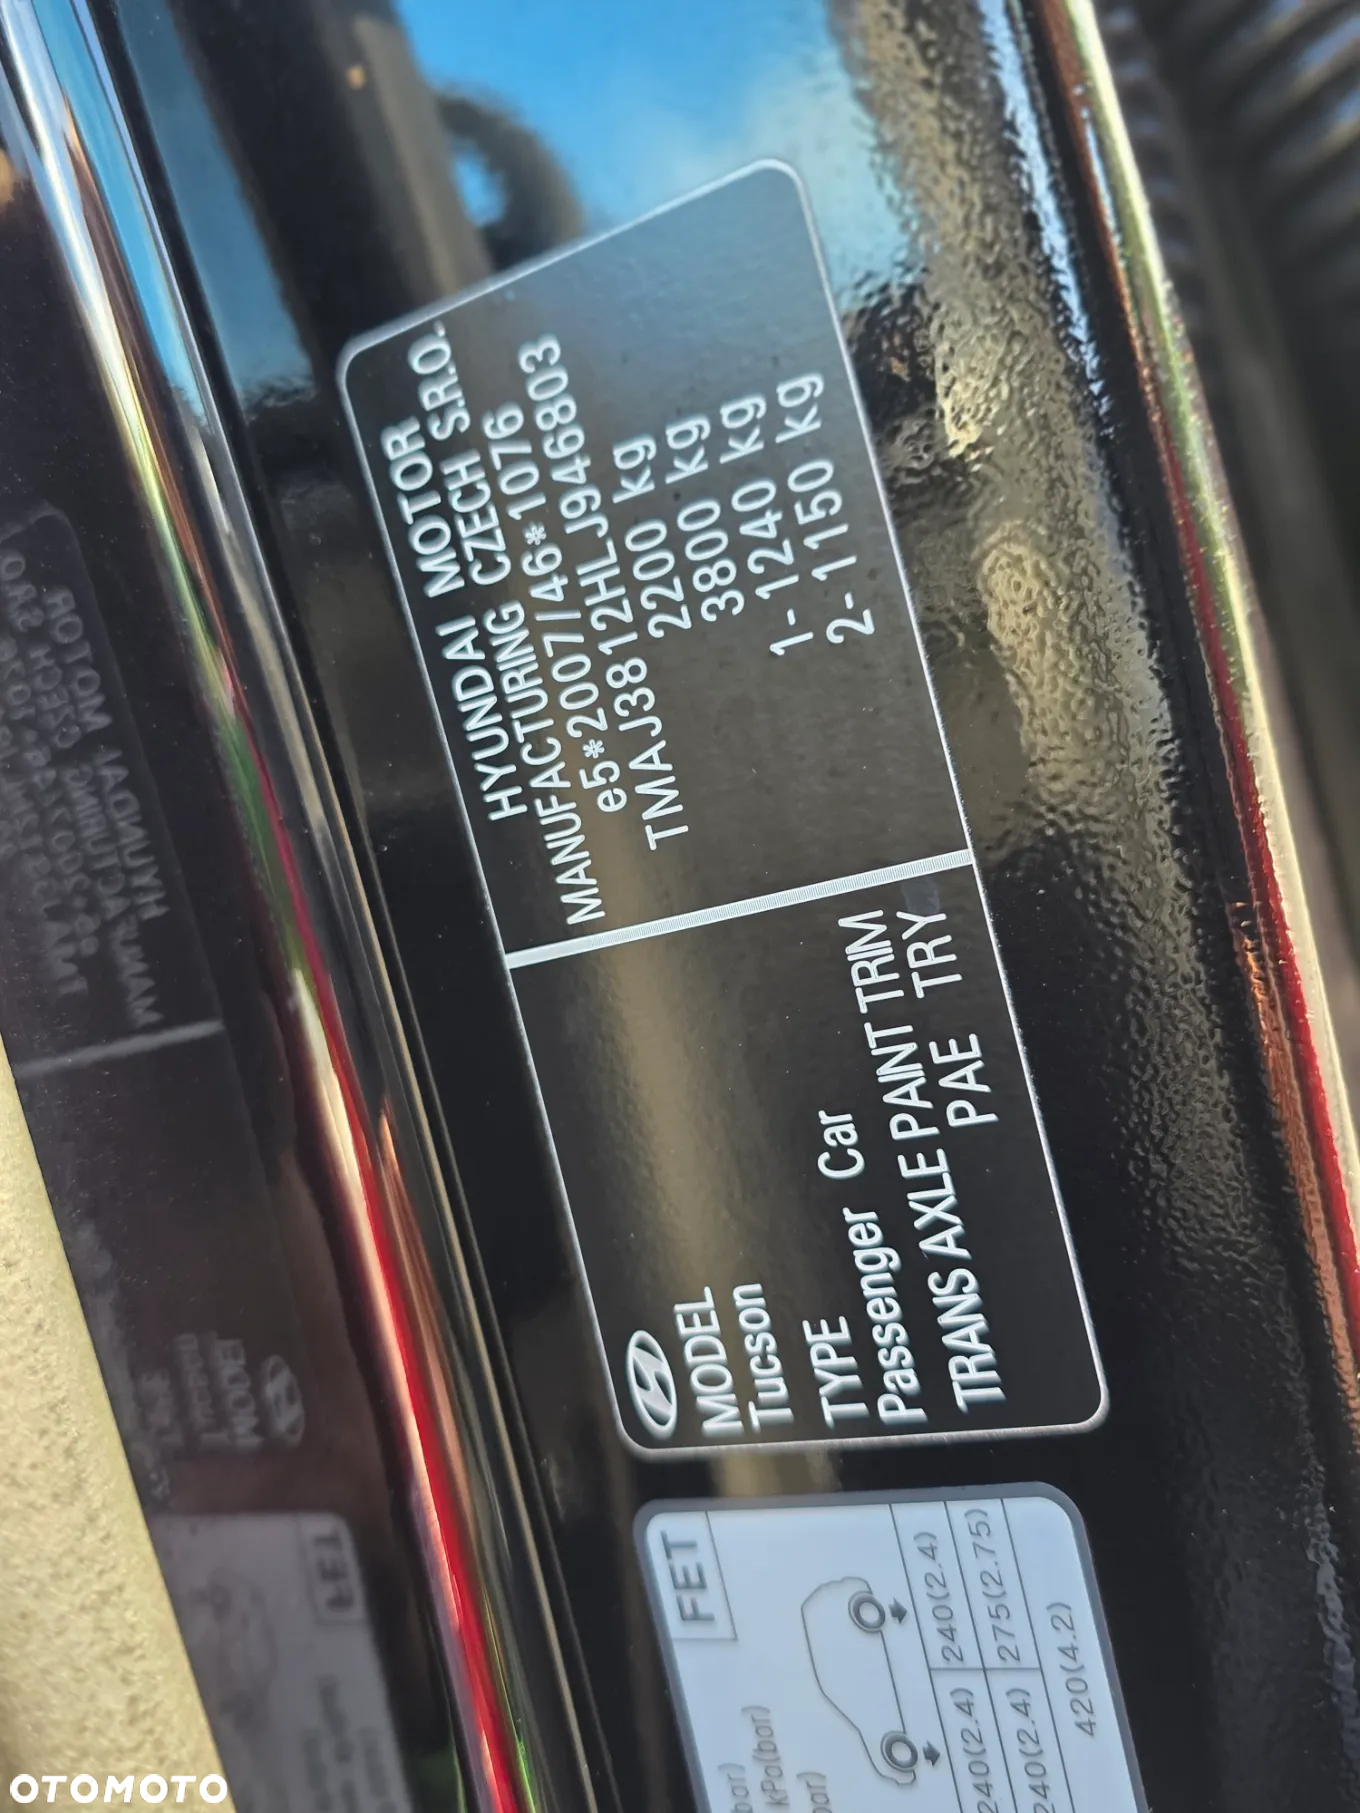 HYUNDAI MOTOR
MANUFACTURING CZECH S.R.O.
e5*2007/46*1076
TMAJ3812HLJ946803
2200 kg
3800 kg
1-1240 kg
2-1150 kg
MODEL
Tucson
TYPE
Passenger Car
TRANS AXLE PAINT TRIM
PAE TRY
FET
kPa(bar)
240(2.4) 240(2.4)
240(2.4) 275(2.75)
420(4.2)
OTOMOTO